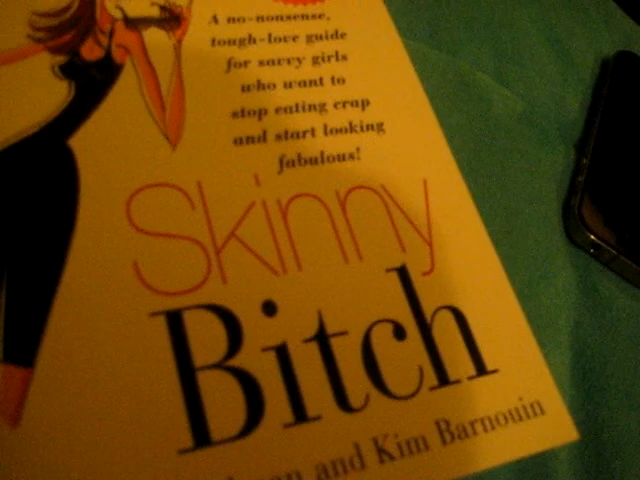 A no-nonsense,
tough-love guide
for savvy girls
who want to
stop eating crap
and start looking
fabulous!
Skinny
Bitch
and Kim Barnouin